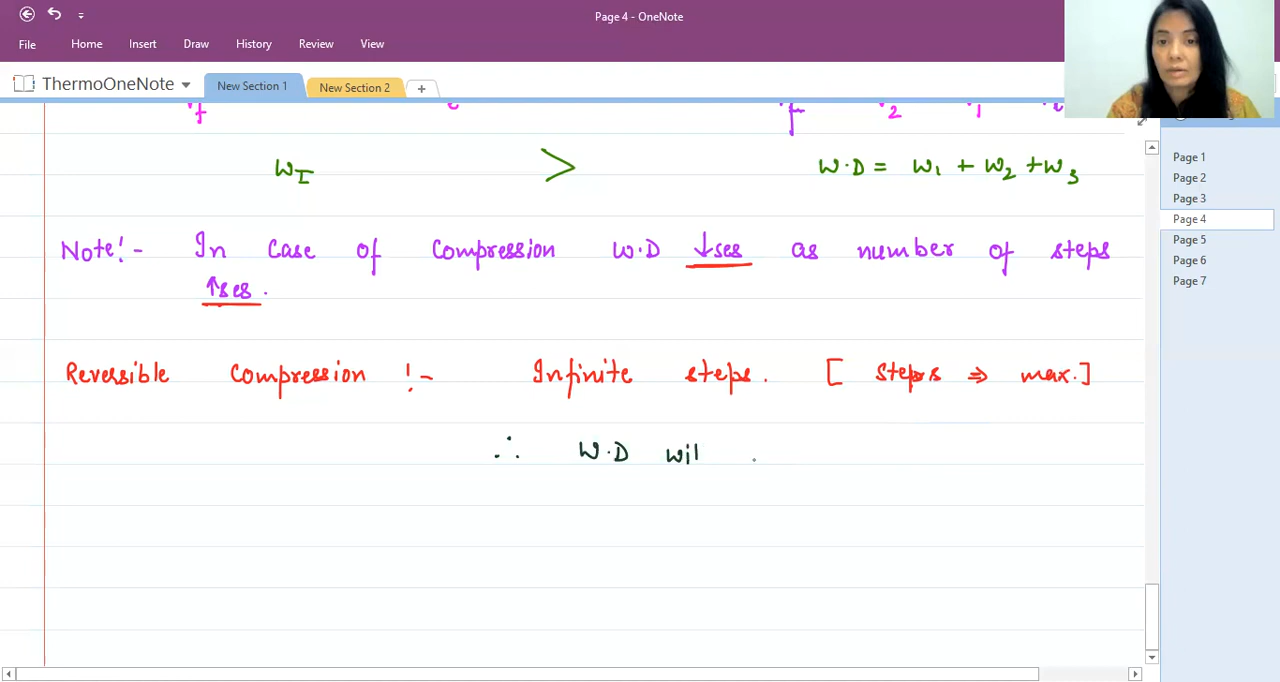 Page 4 - OneNote
File Home Insert Draw History Review View
ThermoOneNote New Section 1 New Section 2 +
W_I > W.D = W1 + W2 + W3
Note!- In Case of Compression W.D ↓ses as number of steps
↑ses.
Reversible Compression !- Infinite steps. [ Steps ⇒ max.]
∴ W.D wil
Page 1
Page 2
Page 3
Page 4
Page 5
Page 6
Page 7